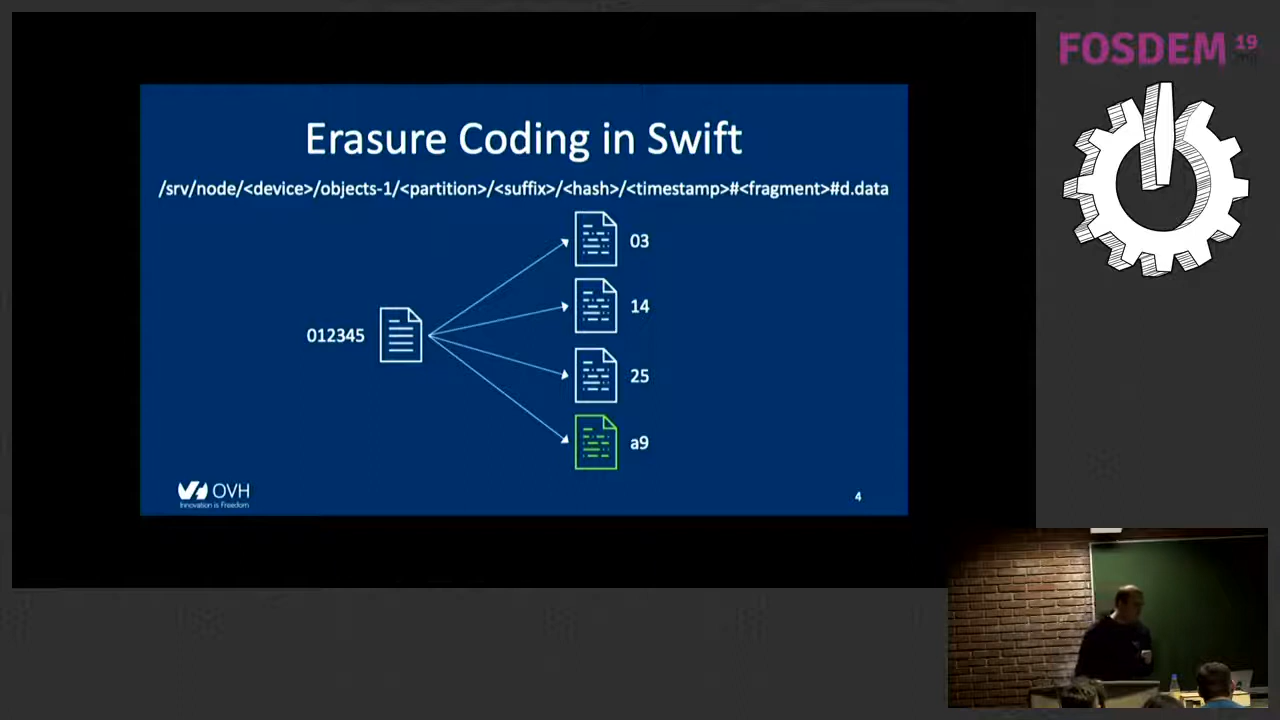 FOSDEM 19
Erasure Coding in Swift
/srv/node/<device>/objects-1/<partition>/<suffix>/<hash>/<timestamp>#<fragment>#d.data
03
14
012345
25
a9
OVH
Innovation is Freedom
4